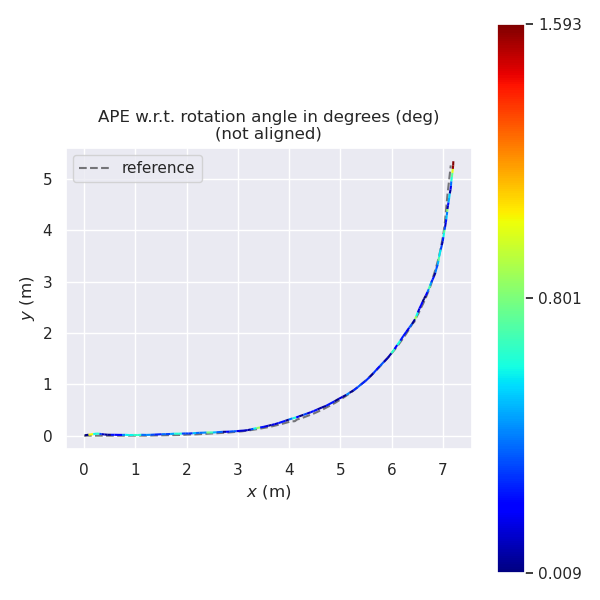 APE w.r.t. rotation angle in degrees (deg)
(not aligned)
reference
5
4
3
2
1
0
y (m)
0 1 2 3 4 5 6 7
x (m)
1.593
0.801
0.009